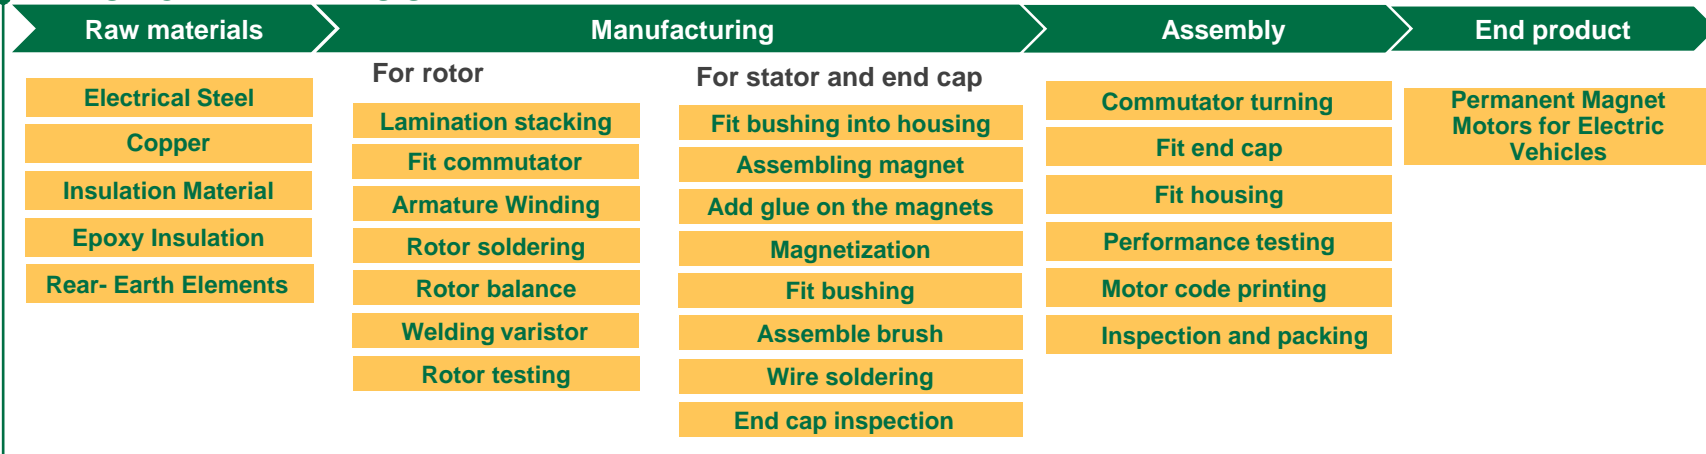 Raw materials
Manufacturing
Assembly
End product
Electrical Steel
Copper
Insulation Material
Epoxy Insulation
Rear- Earth Elements
For rotor
Lamination stacking
Fit commutator
Armature Winding
Rotor soldering
Rotor balance
Welding varistor
Rotor testing
For stator and end cap
Fit bushing into housing
Assembling magnet
Add glue on the magnets
Magnetization
Fit bushing
Assemble brush
Wire soldering
End cap inspection
Commutator turning
Fit end cap
Fit housing
Performance testing
Motor code printing
Inspection and packing
Permanent Magnet
Motors for Electric
Vehicles